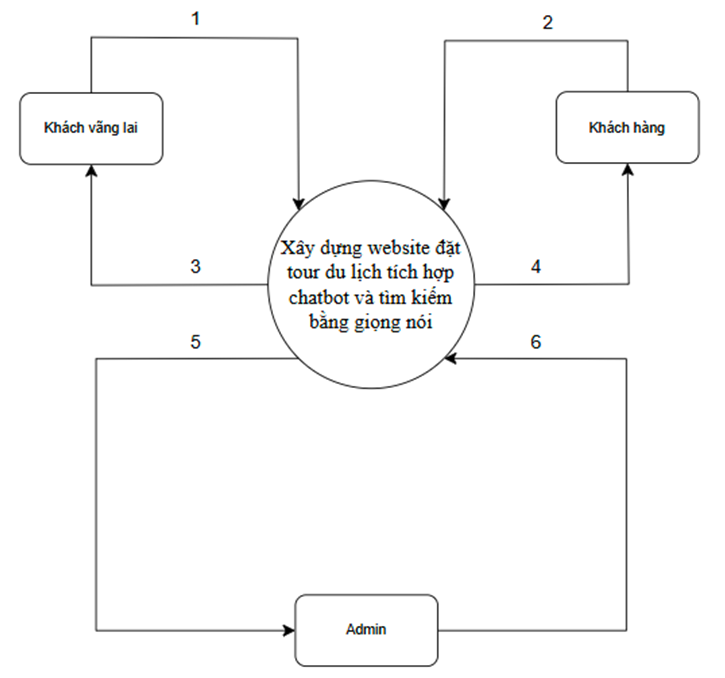 1
2
Khách vãng lai
Khách hàng
Xây dựng website đặt
tour du lịch tích hợp
chatbot và tìm kiếm
bằng giọng nói
3
4
5
6
Admin